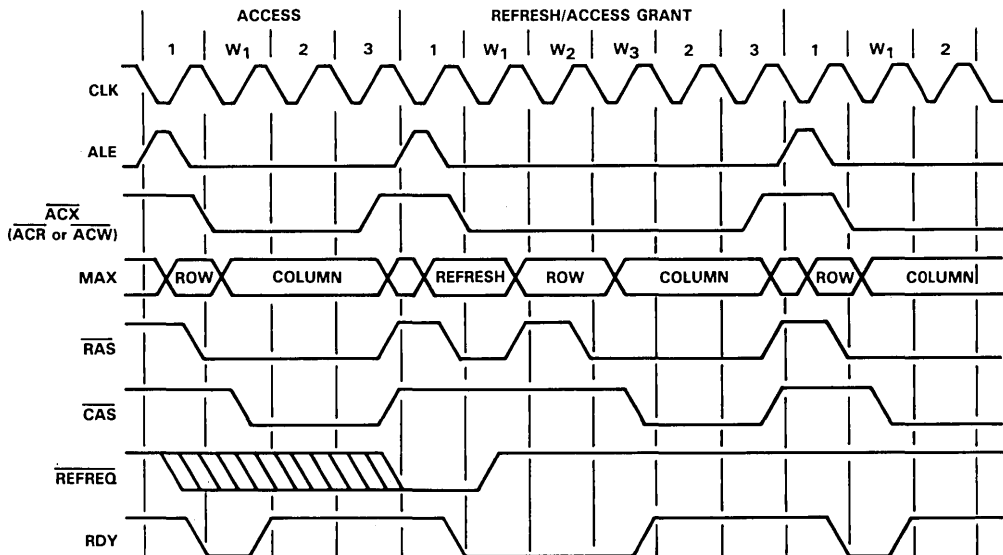 ACCESS REFRESH/ACCESS GRANT
1 W1 2 3 1 W1 W2 W3 2 3 1 W1 2
CLK
ALE
ACX
(ACR or ACW)
MAX ROW COLUMN REFRESH ROW COLUMN ROW COLUMN
RAS
CAS
REFREQ
RDY